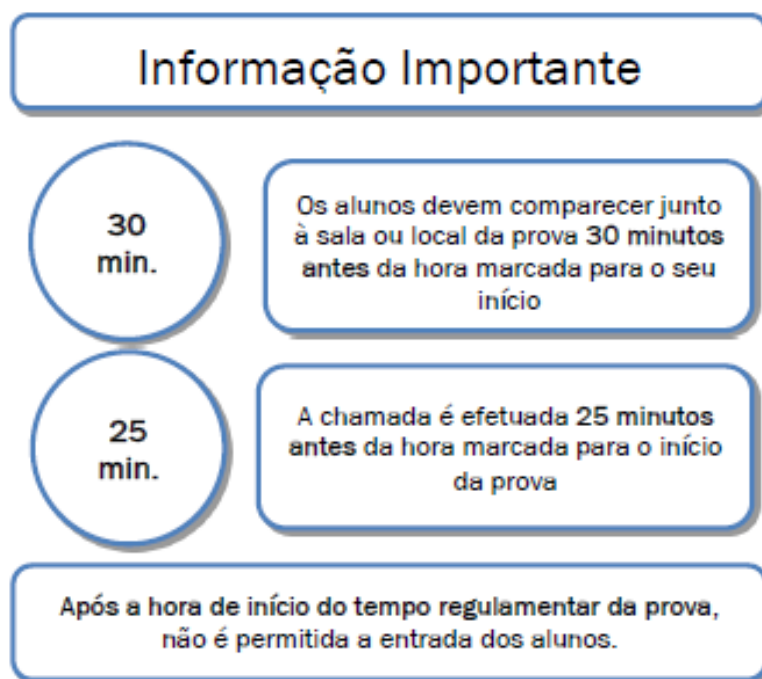 Informação Importante
30
min.
Os alunos devem comparecer junto
à sala ou local da prova 30 minutos
antes da hora marcada para o seu
início
25
min.
A chamada é efetuada 25 minutos
antes da hora marcada para o início
da prova
Após a hora de início do tempo regulamentar da prova,
não é permitida a entrada dos alunos.